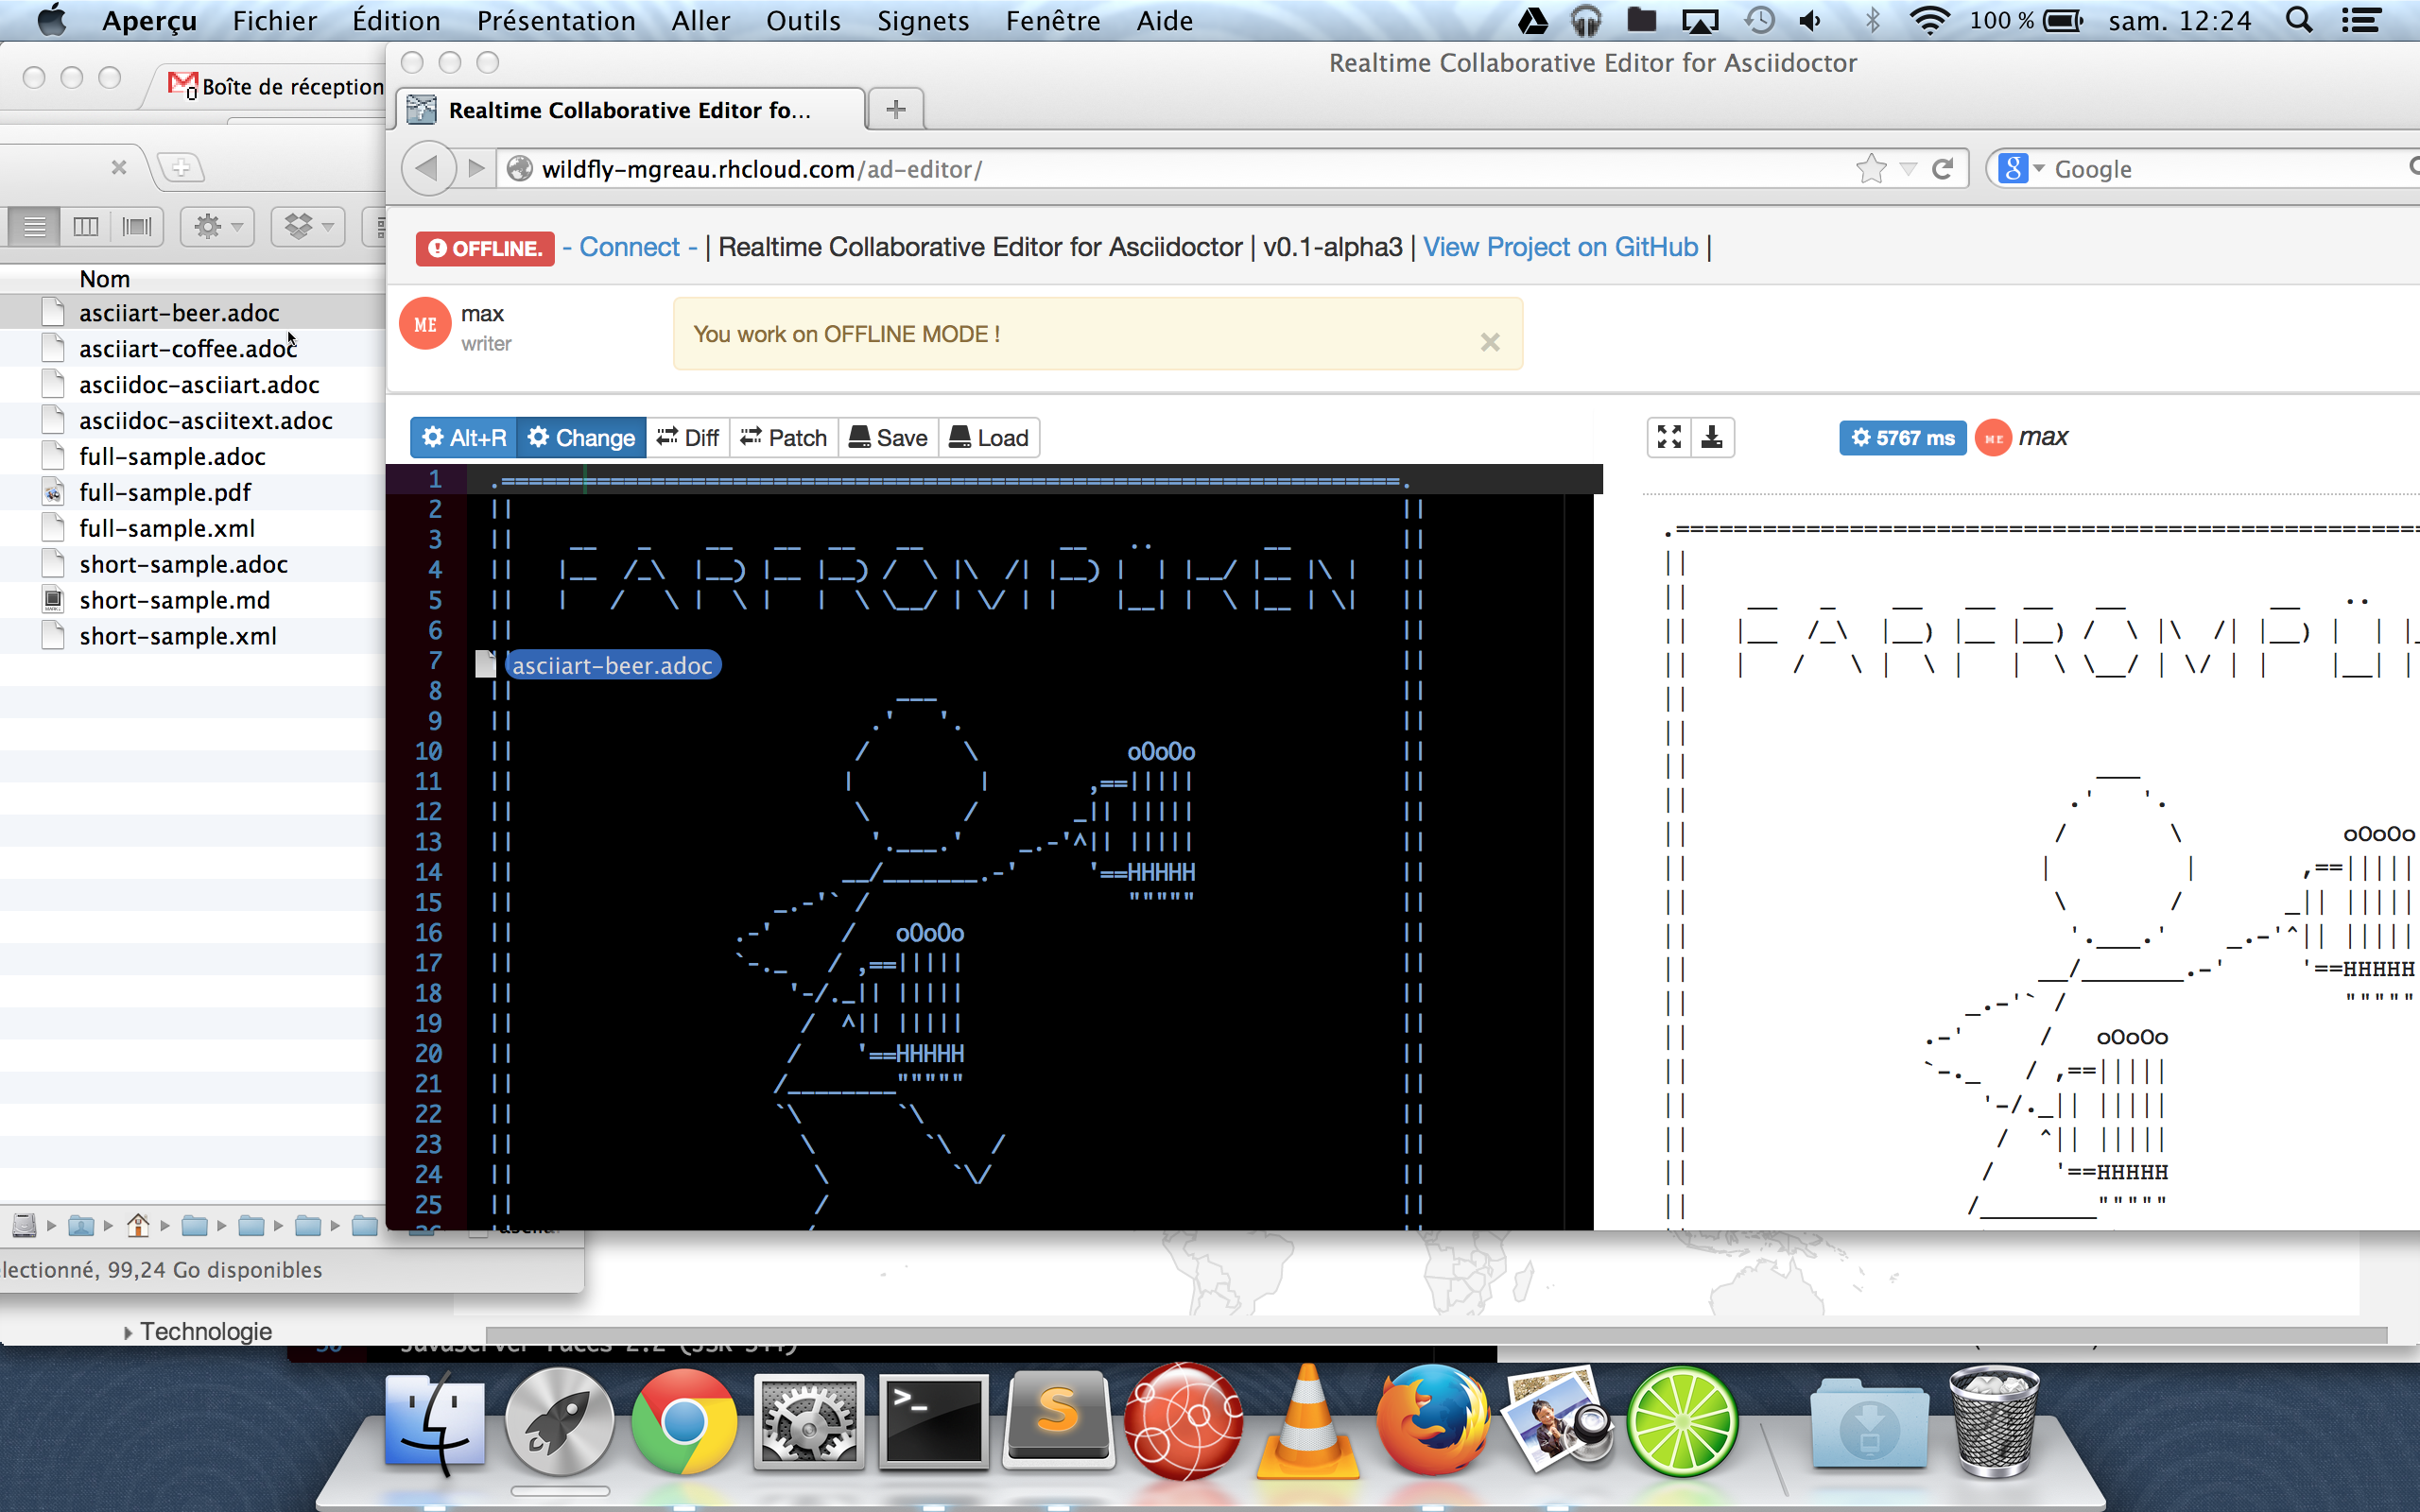 Aperçu Fichier Édition Présentation Aller Outils Signets Fenêtre Aide 100 % sam. 12:24
Boîte de réception
Realtime Collaborative Editor for Asciidoctor
Realtime Collaborative Editor fo...
wildfly-mgreau.rhcloud.com/ad-editor/
Google
OFFLINE. - Connect - | Realtime Collaborative Editor for Asciidoctor | v0.1-alpha3 | View Project on GitHub |
ME max
writer
You work on OFFLINE MODE !
Nom
asciiart-beer.adoc
asciiart-coffee.adoc
asciidoc-asciiart.adoc
asciidoc-asciitext.adoc
full-sample.adoc
full-sample.pdf
full-sample.xml
short-sample.adoc
short-sample.md
short-sample.xml
Alt+R Change Diff Patch Save Load
5767 ms ME max
1
2
3
4
5
6
7
8
9
10
11
12
13
14
15
16
17
18
19
20
21
22
23
24
25
FARFROMPÜKEN
asciiart-beer.adoc
oOoOo
HHHHH
oOoOo
HHHHH
oOoOo
HHHHH
oOoOo
HHHHH
electionné, 99,24 Go disponibles
Technologie